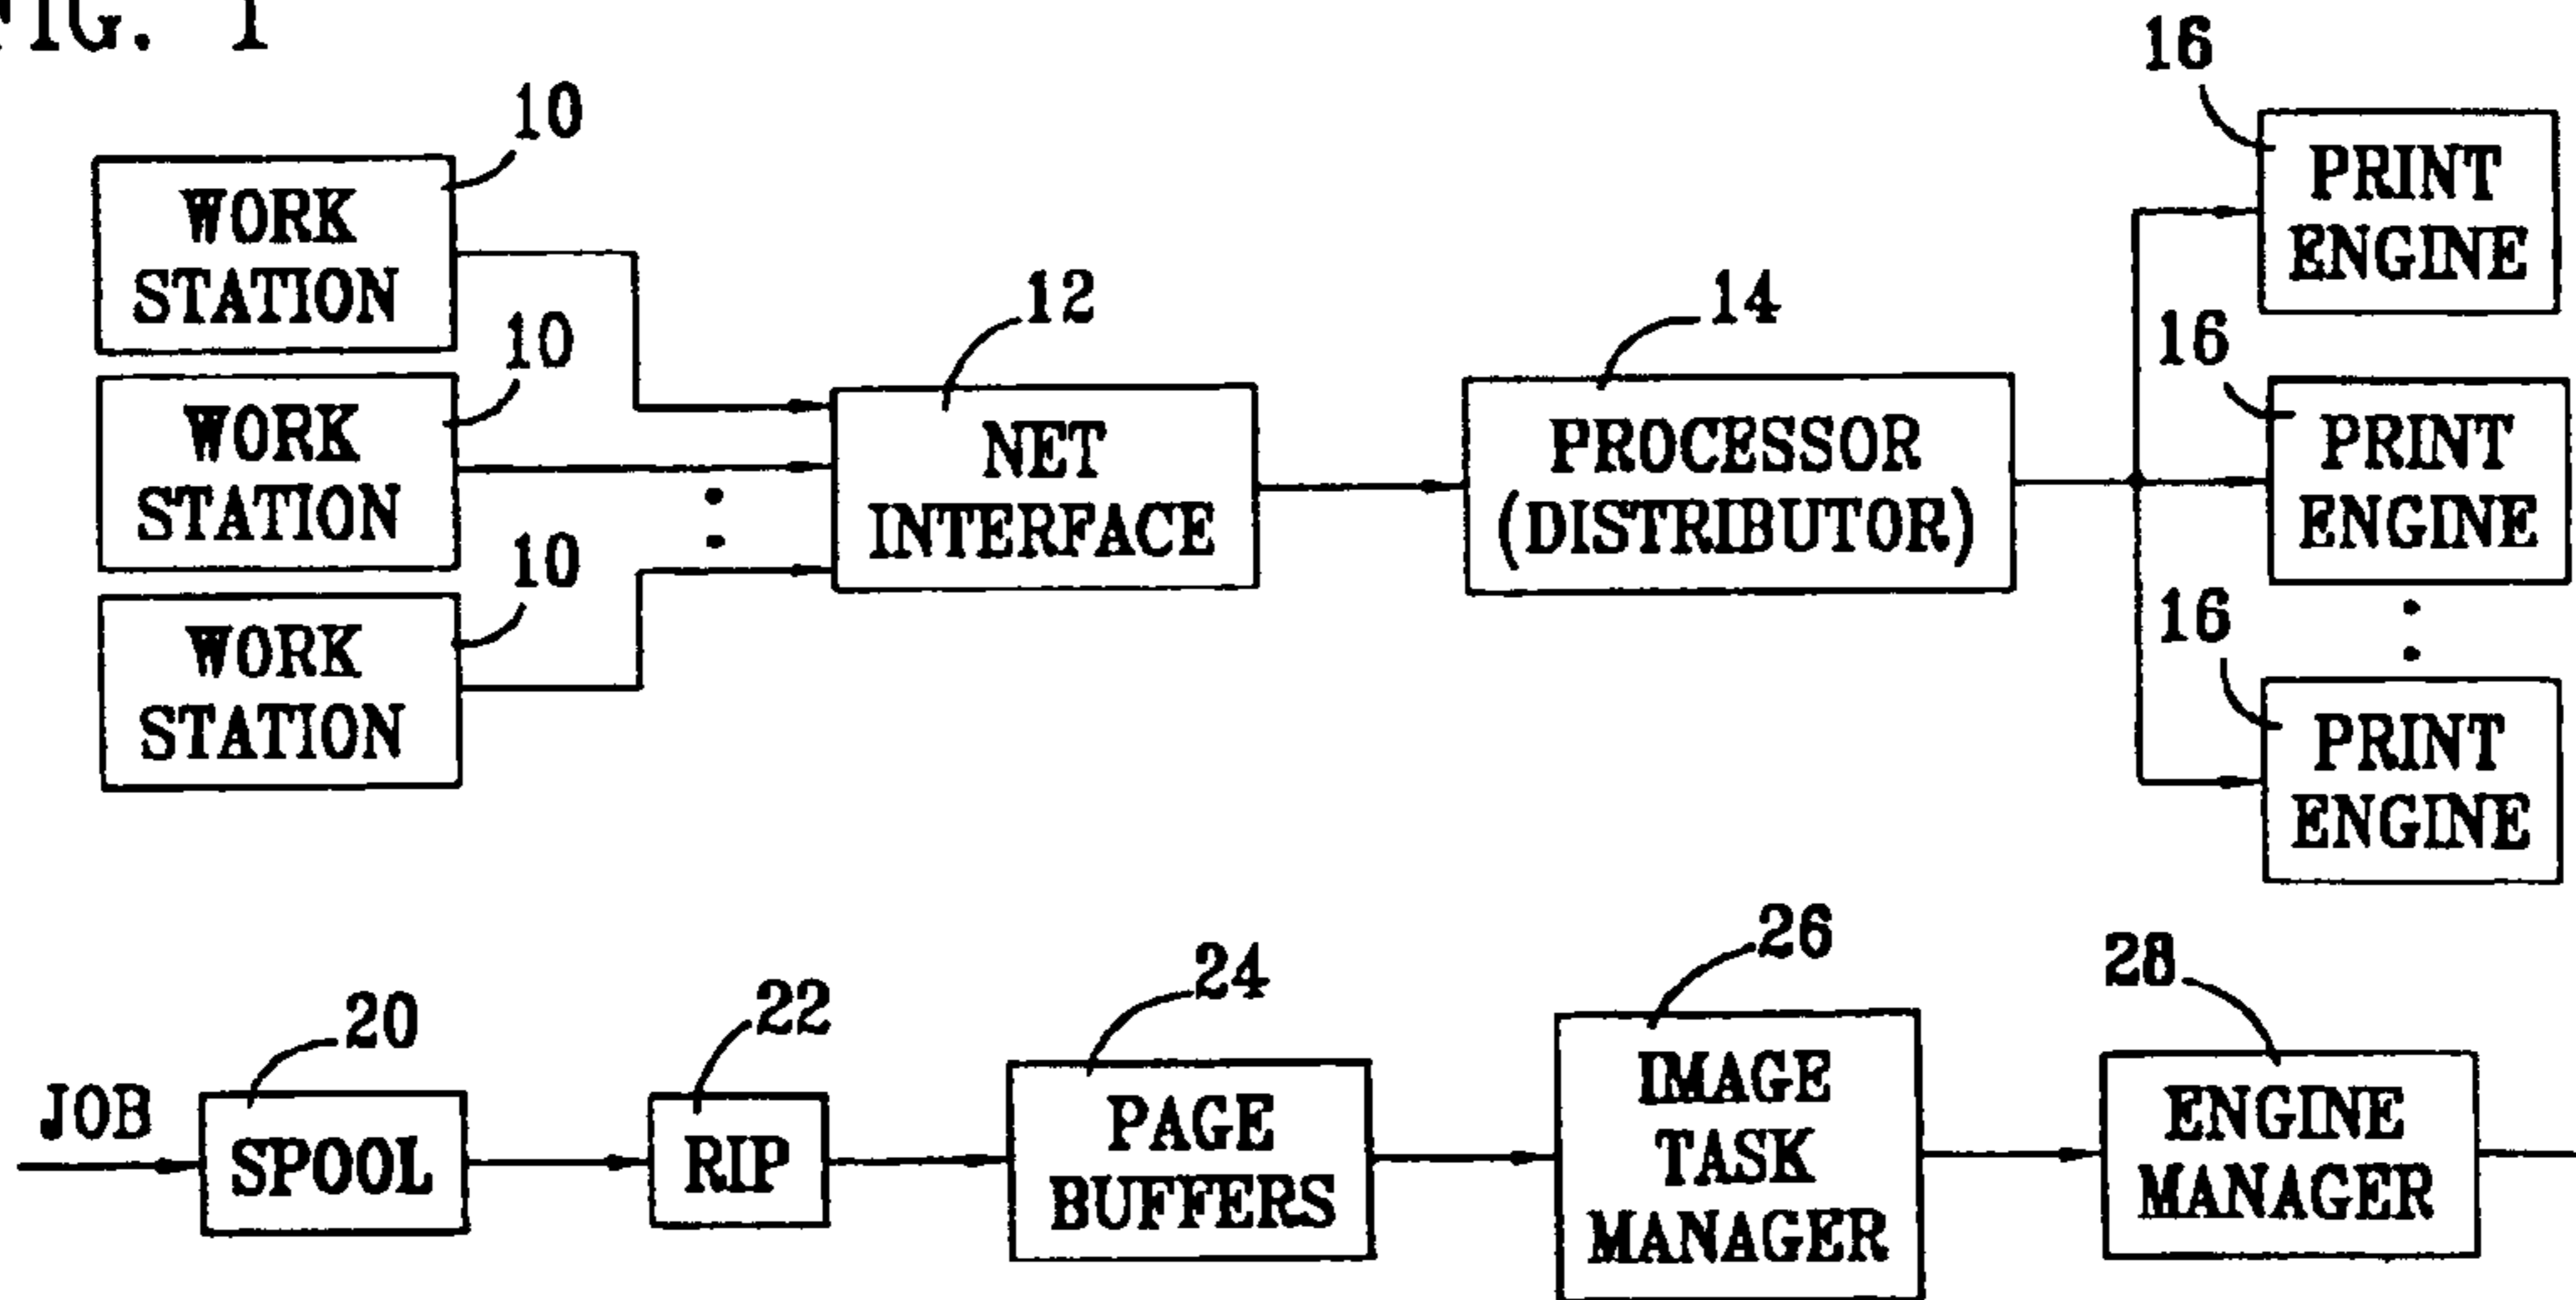 FIG. 1
10
WORK
STATION
10
WORK
STATION
10
WORK
STATION
12
NET
INTERFACE
14
PROCESSOR
(DISTRIBUTOR)
16
PRINT
ENGINE
16
PRINT
ENGINE
16
PRINT
ENGINE
JOB
20
SPOOL
22
RIP
24
PAGE
BUFFERS
26
IMAGE
TASK
MANAGER
28
ENGINE
MANAGER